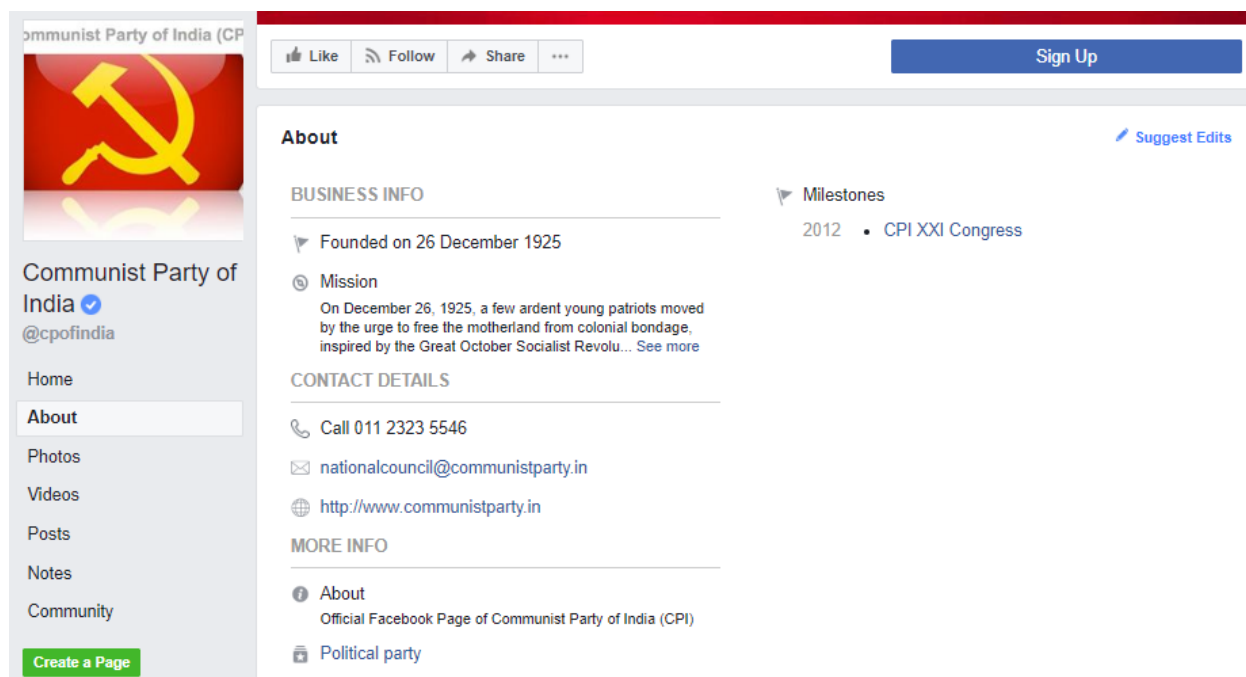 ommunist Party of India (CP
Like Follow Share ...
Sign Up
Communist Party of
India
@cpofindia
Home
About
Photos
Videos
Posts
Notes
Community
Create a Page
About
Suggest Edits
BUSINESS INFO
Founded on 26 December 1925
Mission
On December 26, 1925, a few ardent young patriots moved
by the urge to free the motherland from colonial bondage,
inspired by the Great October Socialist Revolu... See more
CONTACT DETAILS
Call 011 2323 5546
nationalcouncil@communistparty.in
http://www.communistparty.in
MORE INFO
About
Official Facebook Page of Communist Party of India (CPI)
Political party
Milestones
2012 • CPI XXI Congress